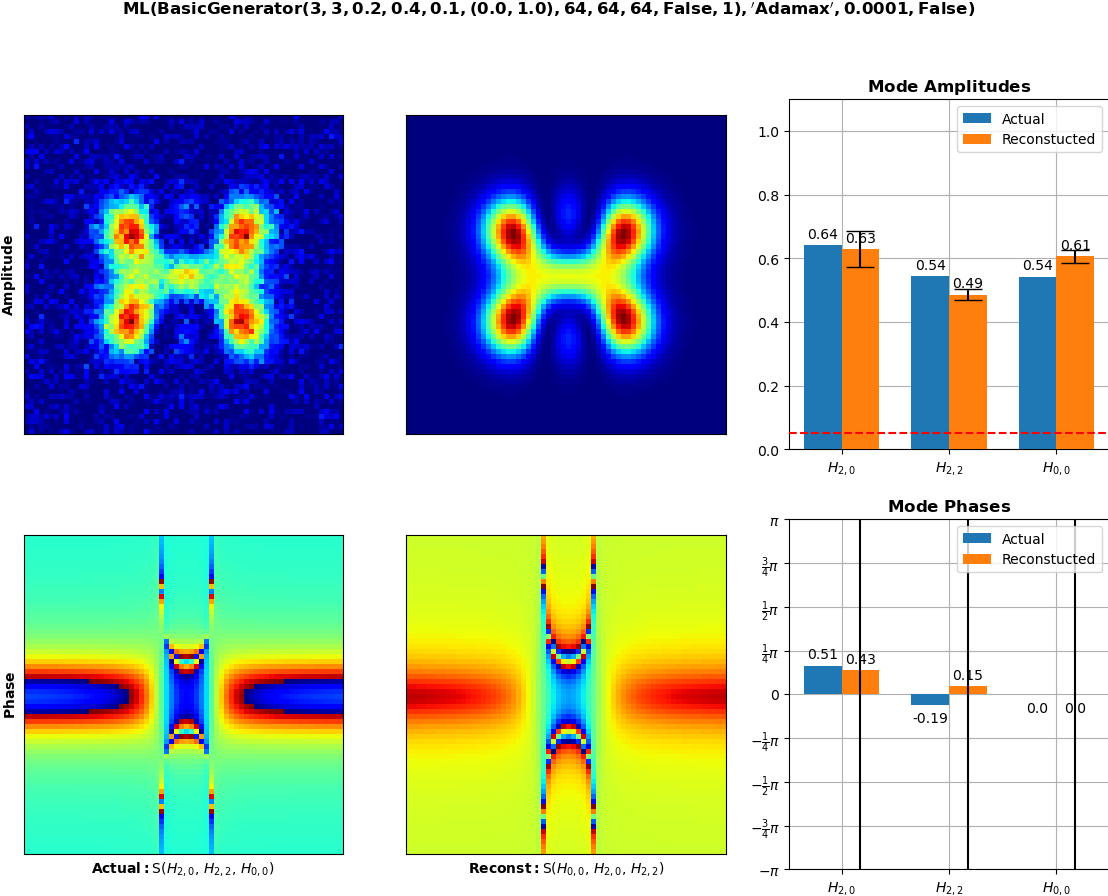 ML(BasicGenerator(3, 3, 0.2, 0.4, 0.1, (0.0, 1.0), 64, 64, 64, False, 1), ′Adamax′, 0.0001, False)
Amplitude
Mode Amplitudes
Actual
Reconstucted
1.0
0.8
0.6
0.4
0.2
0.0
0.64
0.63
0.54
0.49
0.54
0.61
H2,0
H2,2
H0,0
Phase
Actual: S(H2,0, H2,2, H0,0)
Reconst: S(H0,0, H2,0, H2,2)
Mode Phases
Actual
Reconstucted
π
3/4π
1/2π
1/4π
0
−1/4π
−1/2π
−3/4π
−π
0.51
0.43
-0.19
0.15
0.0
0.0
H2,0
H2,2
H0,0